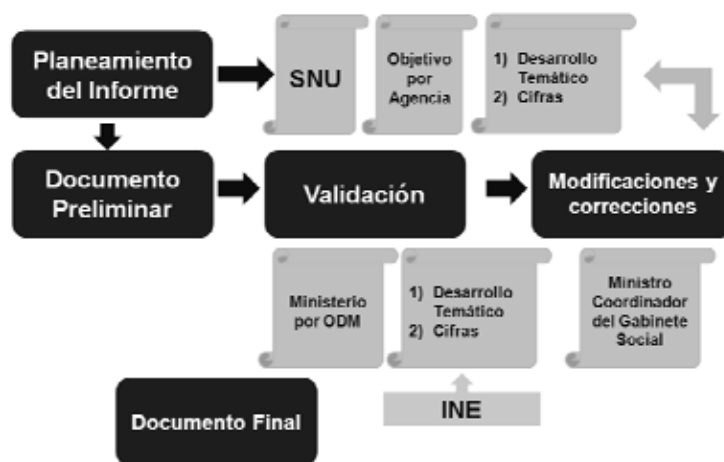 Planeamiento
del Informe
SNU
Objetivo
por
Agencia
1) Desarrollo
Temático
2) Cifras
Documento
Preliminar
Validación
Modificaciones y
correcciones
Ministerio
por ODM
1) Desarrollo
Temático
2) Cifras
Ministro
Coordinador
del Gabinete
Social
INE
Documento Final